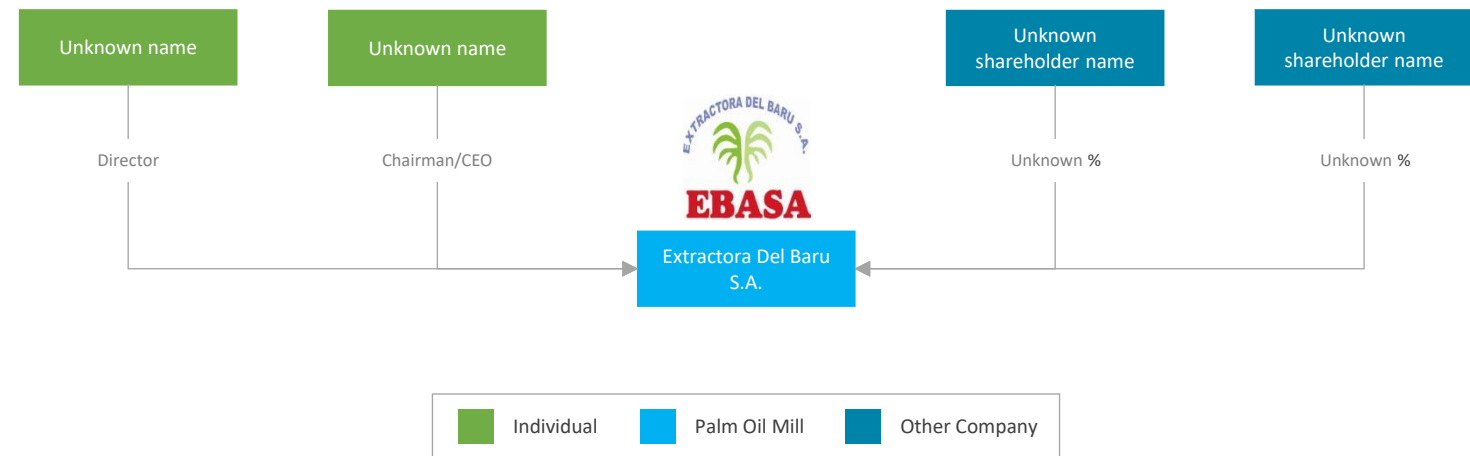 Unknown name
Unknown name
Unknown
shareholder name
Unknown
shareholder name
EXTRACTORA DEL BARU S.A.
EBASA
Director
Chairman/CEO
Unknown %
Unknown %
Extractora Del Baru
S.A.
Individual
Palm Oil Mill
Other Company